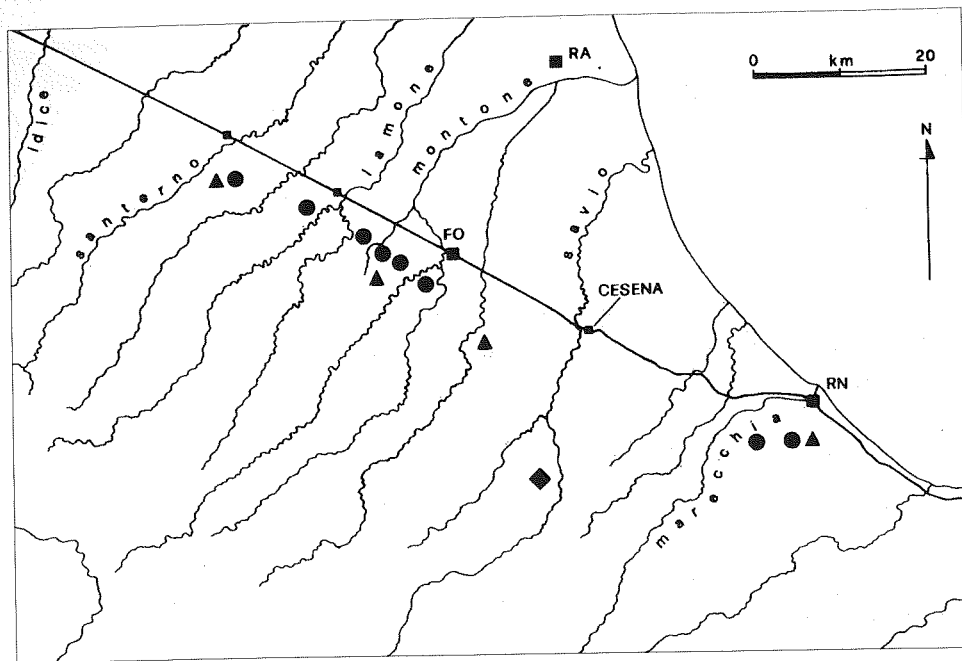 RA
0 km 20
N
idice
santerno
lamone
montone
savio
FO
CESENA
RN
marecchia